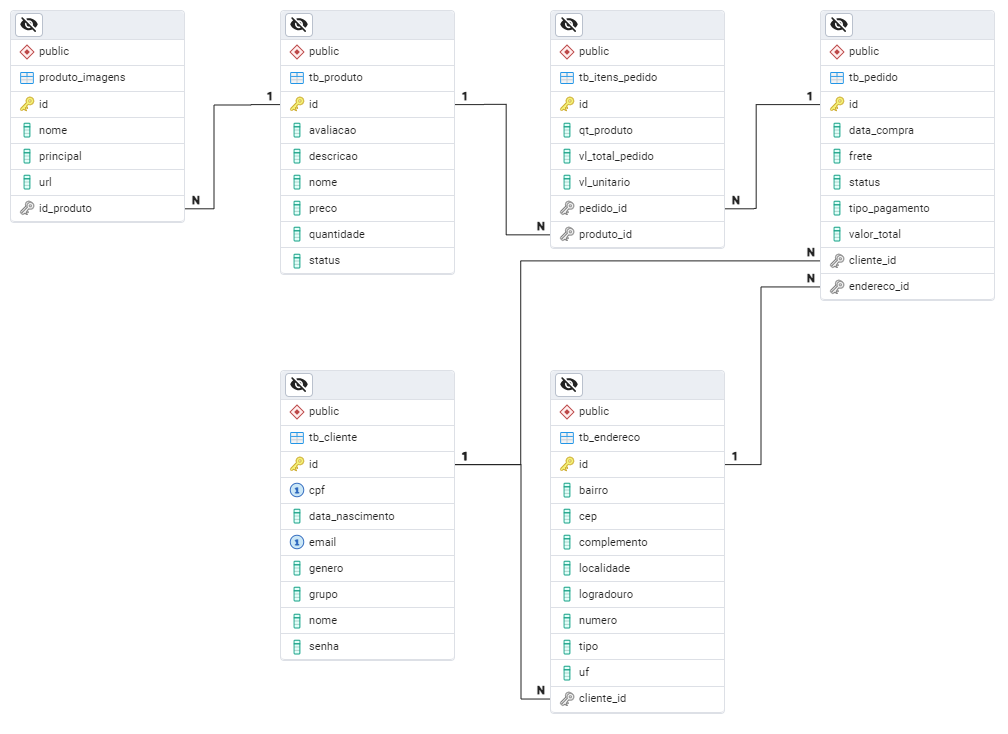 public
produto_imagens
id
nome
principal
url
id_produto
N
1
public
tb_produto
id
avaliacao
descricao
nome
preco
quantidade
status
1
N
public
tb_itens_pedido
id
qt_produto
vl_total_pedido
vl_unitario
pedido_id
produto_id
N
1
public
tb_pedido
id
data_compra
frete
status
tipo_pagamento
valor_total
cliente_id
endereco_id
N
N
public
tb_cliente
id
1 cpf
data_nascimento
1 email
genero
grupo
nome
senha
1
N
public
tb_endereco
id
bairro
cep
complemento
localidade
logradouro
numero
tipo
uf
cliente_id
1